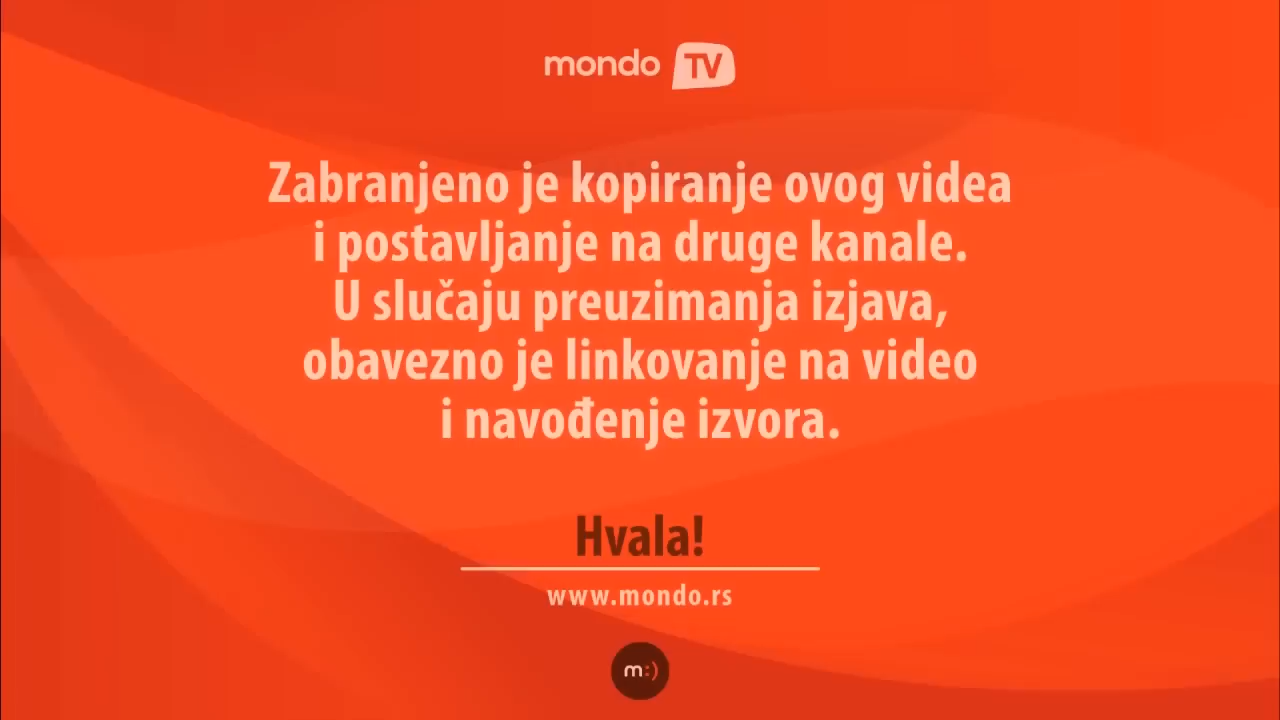 mondo TV
Zabranjeno je kopiranje ovog videa
i postavljanje na druge kanale.
U slučaju preuzimanja izjava,
obavezno je linkovanje na video
i navođenje izvora.
Hvala!
www.mondo.rs
m:)